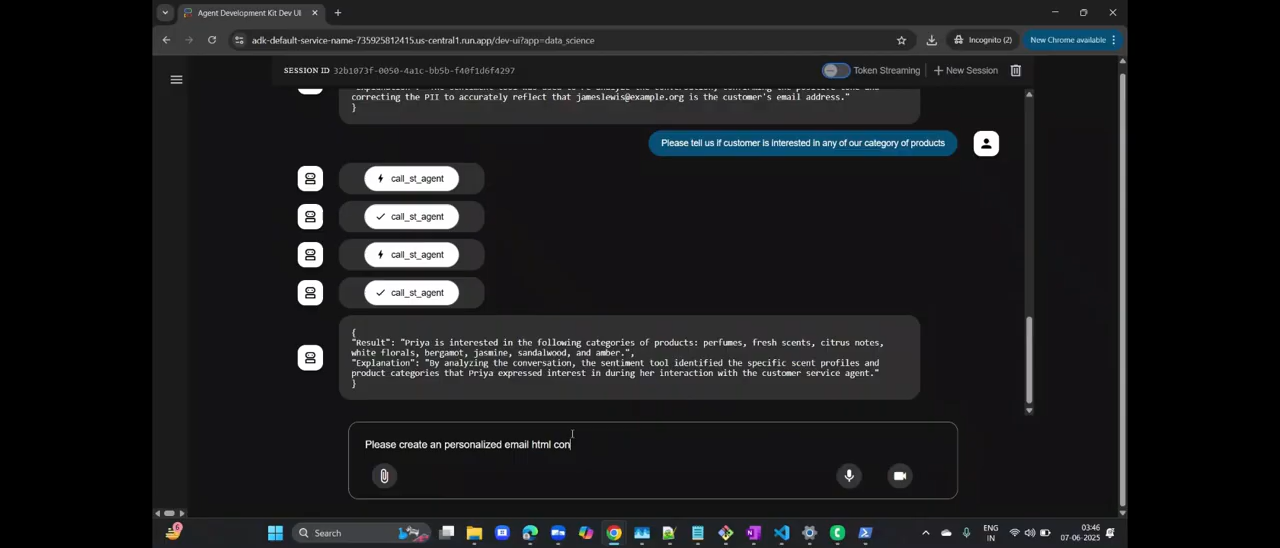 Agent Development Kit Dev UI
adk-default-service-name-735925812415.us-central1.run.app/dev-ui?app=data_science
Incognito (2)
New Chrome available
SESSION ID 32b1073f-0050-4a1c-bb5b-f40f1d6f4297
Token Streaming
New Session
correcting the PII to accurately reflect that jameslewis@example.org is the customer's email address."
}
Please tell us if customer is interested in any of our category of products
call_st_agent
call_st_agent
call_st_agent
call_st_agent
{
"Result": "Priya is interested in the following categories of products: perfumes, fresh scents, citrus notes,
white florals, bergamot, jasmine, sandalwood, and amber.",
"Explanation": "By analyzing the conversation, the sentiment tool identified the specific scent profiles and
product categories that Priya expressed interest in during her interaction with the customer service agent."
}
Please create an personalized email html con
6
Search
ENG
IN
03:46
07-06-2025